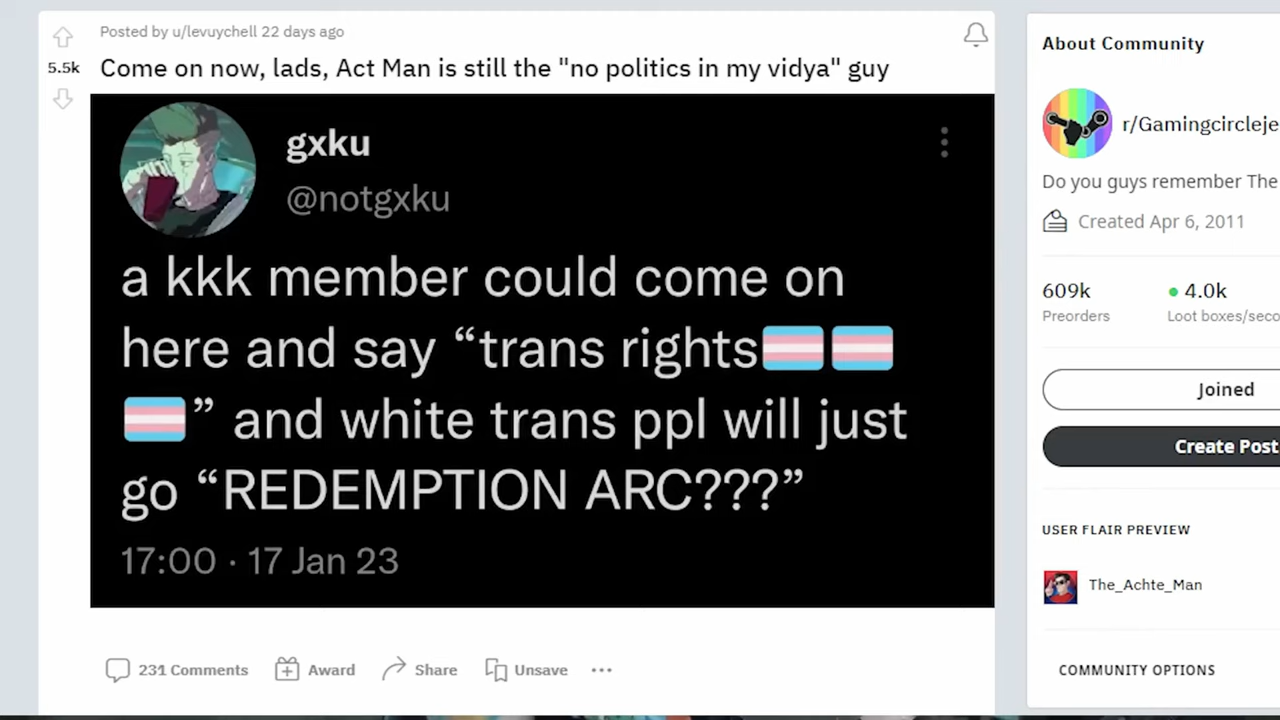 Posted by u/levuychell 22 days ago
5.5k
Come on now, lads, Act Man is still the "no politics in my vidya" guy
gxku
@notgxku
a kkk member could come on
here and say “trans rights🏳️‍⚧️🏳️‍⚧️
🏳️‍⚧️” and white trans ppl will just
go “REDEMPTION ARC???”
17:00 · 17 Jan 23
231 Comments
Award
Share
Unsave
About Community
r/Gamingcircleje
Do you guys remember The
Created Apr 6, 2011
609k
4.0k
Preorders
Loot boxes/seco
Joined
Create Post
USER FLAIR PREVIEW
The_Achte_Man
COMMUNITY OPTIONS